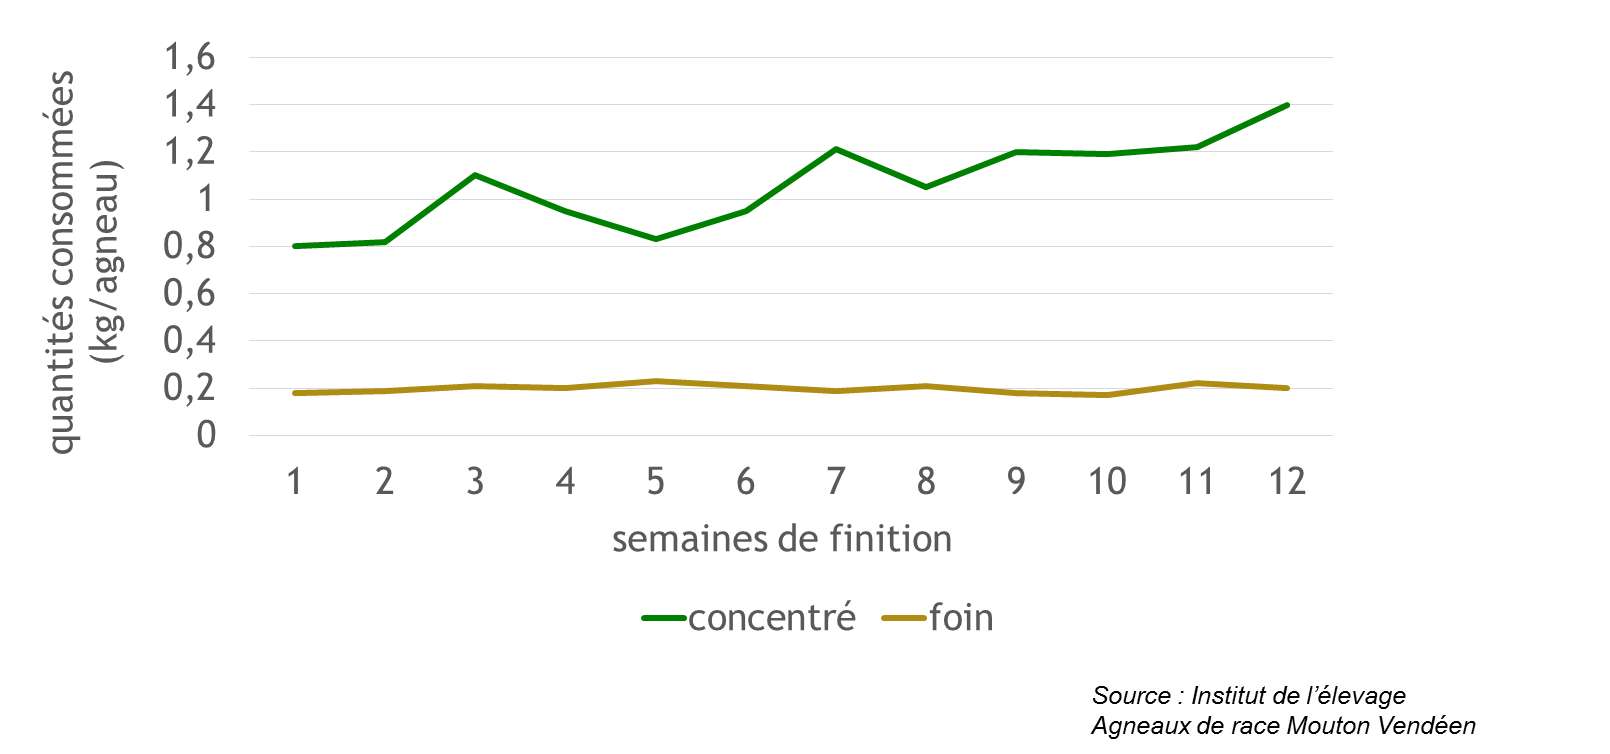 quantités consommées
(kg/agneau)
1,6
1,4
1,2
1
0,8
0,6
0,4
0,2
0
1 2 3 4 5 6 7 8 9 10 11 12
semaines de finition
concentré foin
Source : Institut de l’élevage
Agneaux de race Mouton Vendéen